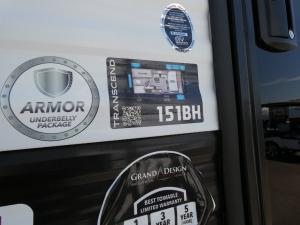 ARMOR
UNDERBELLY
PACKAGE
TRANSCEND
151BH
GRAND DESIGN
BEST TOWABLE
LIMITED WARRANTY
1 3 5
YEAR YEAR